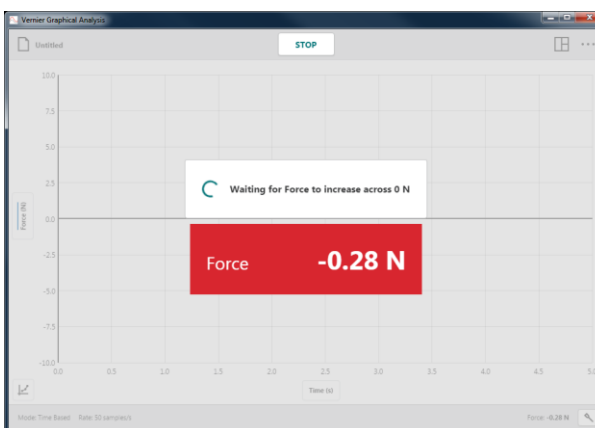 Vernier Graphical Analysis
Untitled
STOP
10.0
7.5
5.0
2.5
0.0
-2.5
-5.0
-7.5
-10.0
Force (N)
Waiting for Force to increase across 0 N
Force -0.28 N
0.0 0.5 1.0 1.5 2.0 2.5 3.0 3.5 4.0 4.5 5.0
Time (s)
Mode: Time Based Rate: 50 samples/s Force: -0.28 N